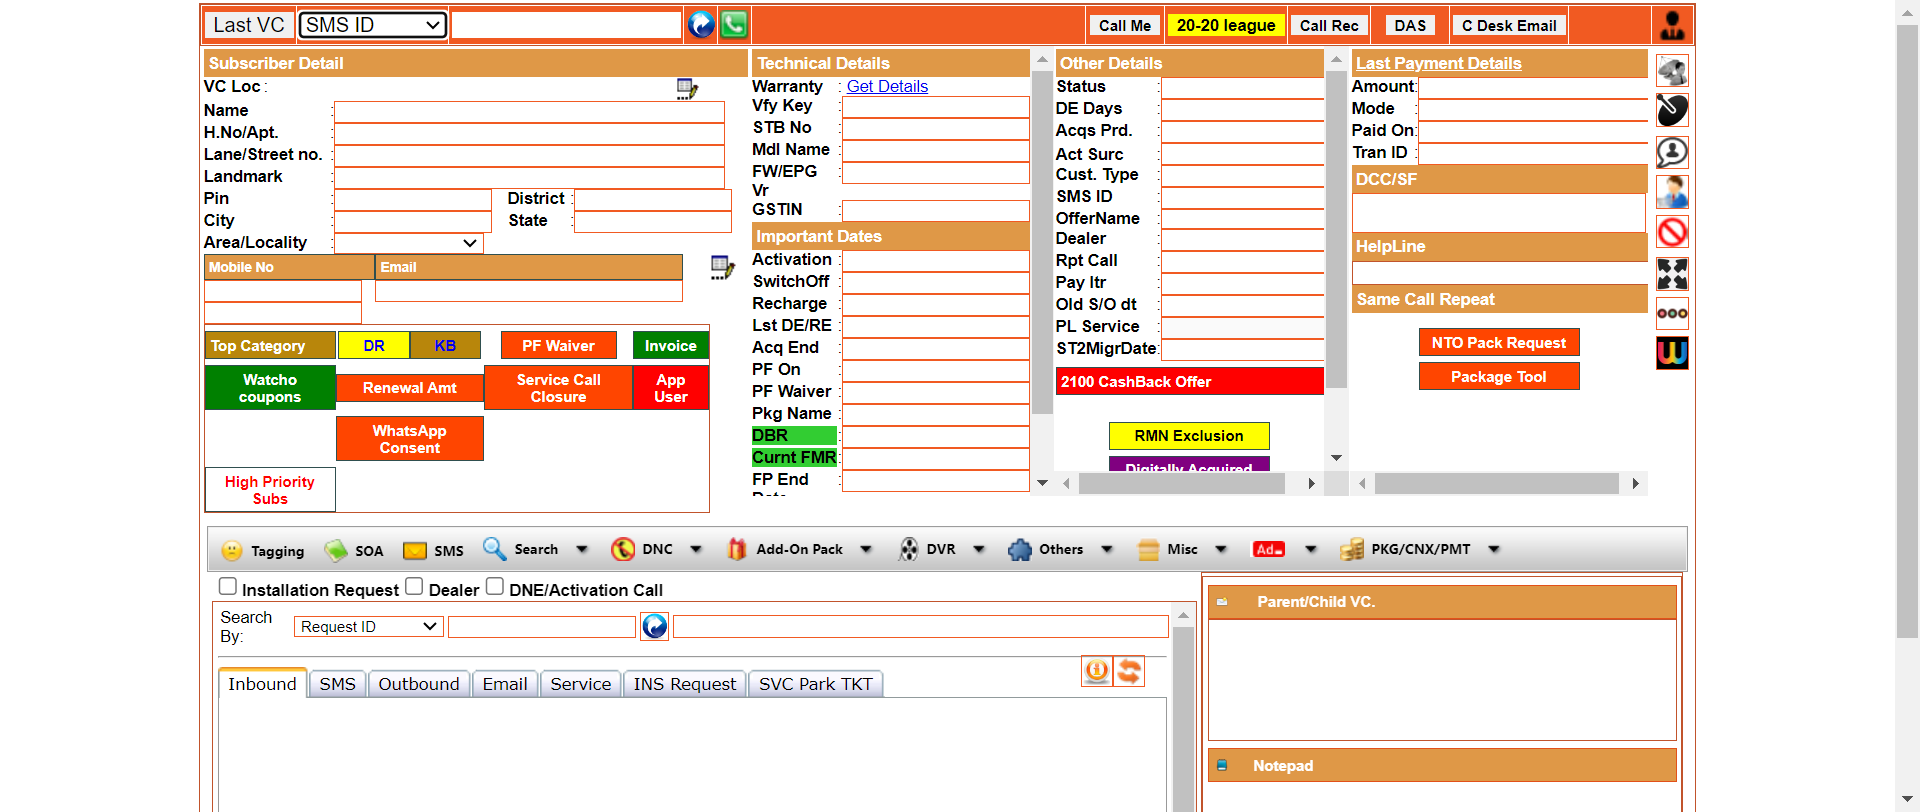 Last VC
SMS ID
Call Me
20-20 league
Call Rec
DAS
C Desk Email
Subscriber Detail
VC Loc :
Name :
H.No/Apt. :
Lane/Street no. :
Landmark :
Pin :
District :
City :
State :
Area/Locality :
Mobile No
Email
Top Category
DR
KB
PF Waiver
Invoice
Watcho coupons
Renewal Amt
Service Call Closure
App User
WhatsApp Consent
High Priority Subs
Technical Details
Warranty : Get Details
Vfy Key :
STB No :
Mdl Name :
FW/EPG Vr :
GSTIN :
Important Dates
Activation :
SwitchOff :
Recharge :
Lst DE/RE :
Acq End :
PF On :
PF Waiver :
Pkg Name :
DBR :
Curnt FMR :
FP End Date :
Other Details
Status :
DE Days :
Acqs Prd. :
Act Surc :
Cust. Type :
SMS ID :
OfferName :
Dealer :
Rpt Call :
Pay Itr :
Old S/O dt :
PL Service :
ST2MigrDate:
2100 CashBack Offer
RMN Exclusion
Digitally Acquired
Last Payment Details
Amount:
Mode :
Paid On:
Tran ID :
DCC/SF
HelpLine
Same Call Repeat
NTO Pack Request
Package Tool
Tagging
SOA
SMS
Search
DNC
Add-On Pack
DVR
Others
Misc
Ad
PKG/CNX/PMT
Installation Request
Dealer
DNE/Activation Call
Search By:
Request ID
Inbound
SMS
Outbound
Email
Service
INS Request
SVC Park TKT
Parent/Child VC.
Notepad